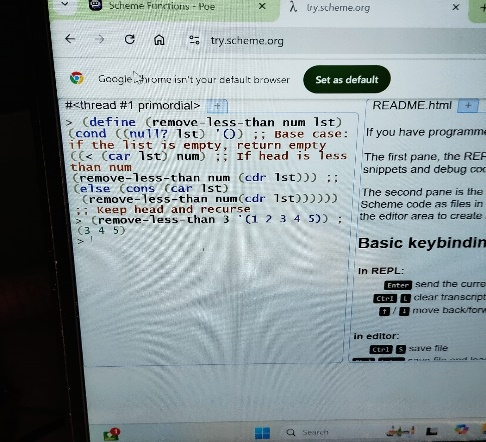 Scheme Functions - Poe
try.scheme.org
try.scheme.org
Google Chrome isn't your default browser
Set as default
#<thread #1 primordial>
README.html
> (define (remove-less-than num lst)
(cond ((null? lst) '()) ;; Base case:
if the list is empty, return empty
((< (car lst) num) ;; If head is less
than num
(remove-less-than num (cdr lst))) ;;
(else (cons (car lst)
(remove-less-than num(cdr lst))))))
;; Keep head and recurse
> (remove-less-than 3 '(1 2 3 4 5)) ;
(3 4 5)
>
If you have programme
The first pane, the REP
snippets and debug coo
The second pane is the
Scheme code as files in
the editor area to create
Basic keybindin
In REPL:
Enter send the curre
Ctrl L clear transcript
↑ / ↓ move back/forw
in editor:
Ctrl S save file
Search